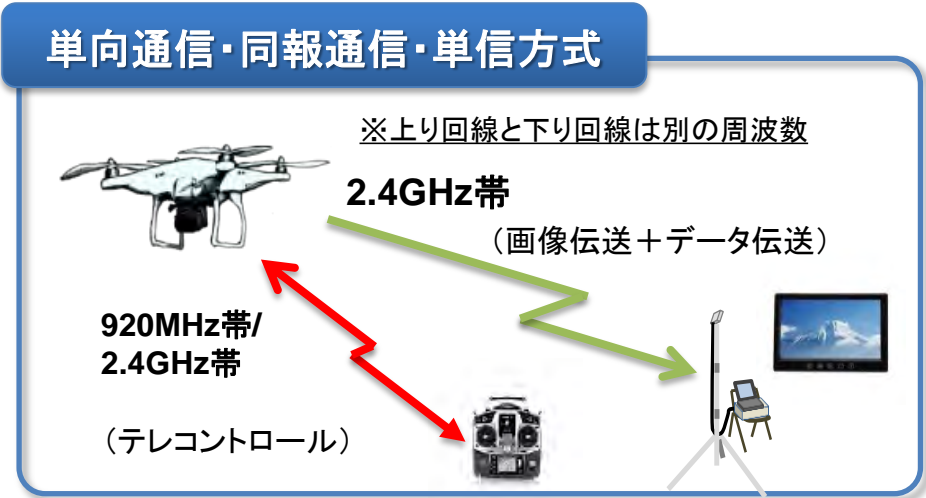 単向通信・同報通信・単信方式
※上り回線と下り回線は別の周波数
2.4GHz帯
（画像伝送＋データ伝送）
920MHz帯/
2.4GHz帯
（テレコントロール）